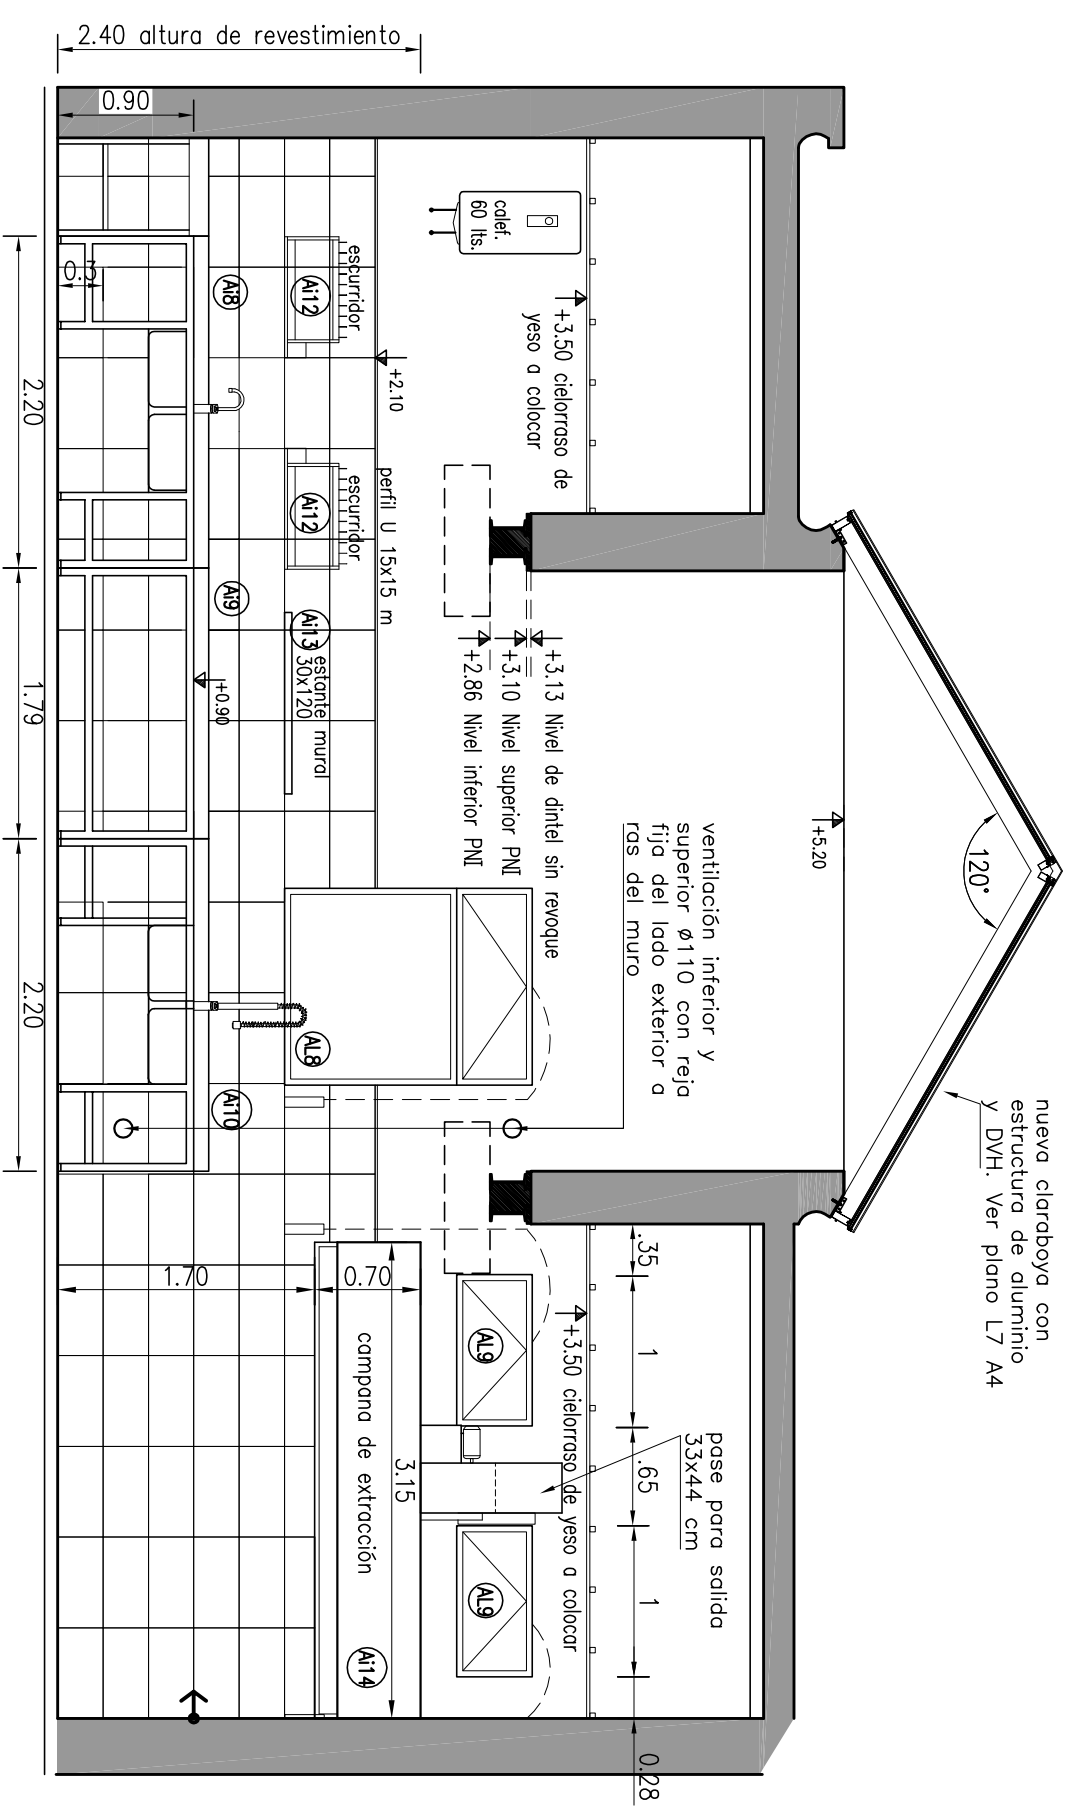 2.40 altura de revestimiento
0.90
calef.
60 lts.
+3.50 cielorraso de
yeso a colocar
escurridor
Ai12
Ai8
0.3
+2.10
escurridor
Ai12
perfil U 15x15 m
Ai9
Ai13
estante mural
30x120
+0.90
+3.13 Nivel de dintel sin revoque
+3.10 Nivel superior PNI
+2.86 Nivel inferior PNI
+5.20
120°
ventilación inferior y
superior ø110 con reja
fija del lado exterior a
ras del muro
nueva claraboya con
estructura de aluminio
y DVH. Ver plano L7 A4
AL8
Ai10
2.20
1.79
2.20
.35
1
.65
1
0.28
+3.50 cielorraso de yeso a colocar
pase para salida
33x44 cm
AL9
AL9
1.70
0.70
campana de extracción
3.15
Ai14